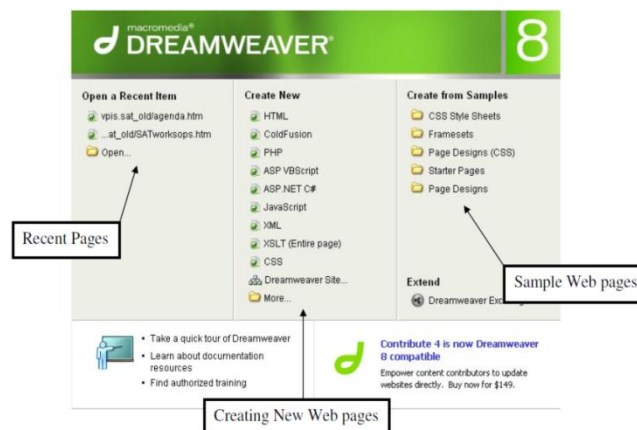 macromedia®
DREAMWEAVER®
8
Open a Recent Item
vpis.sat_old/agenda.htm
...at_old/SATworksops.htm
Open...
Create New
HTML
ColdFusion
PHP
ASP VBScript
ASP.NET C#
JavaScript
XML
XSLT (Entire page)
CSS
Dreamweaver Site...
More...
Create from Samples
CSS Style Sheets
Framesets
Page Designs (CSS)
Starter Pages
Page Designs
Extend
Dreamweaver
Recent Pages
Sample Web pages
• Take a quick tour of Dreamweaver
• Learn about documentation
resources
• Find authorized training
Contribute 4 is now Dreamweaver
8 compatible
Empower content contributors to update
websites directly. Buy now for $149.
Creating New Web pages